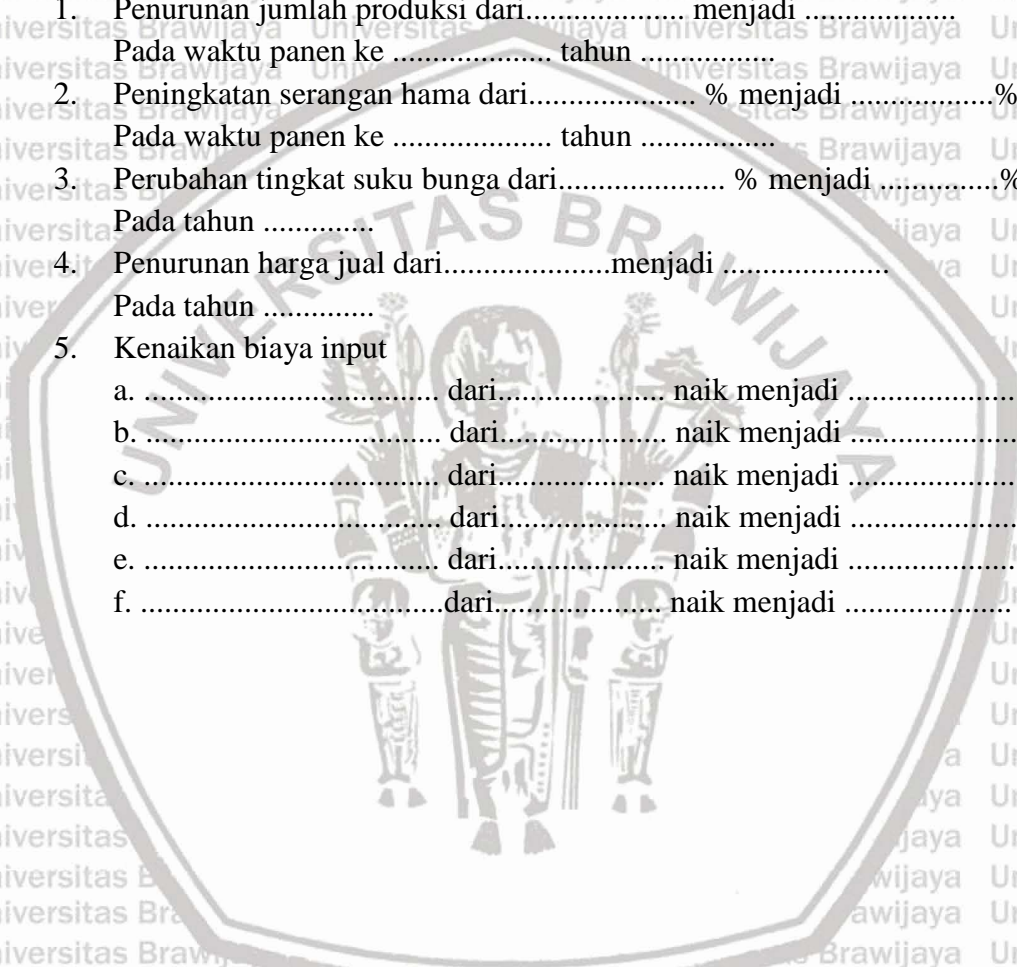 1. Penurunan jumlah produksi dari................... menjadi ..................
Pada waktu panen ke ................... tahun ................
2. Peningkatan serangan hama dari.................... % menjadi .................%
Pada waktu panen ke ................... tahun ................
3. Perubahan tingkat suku bunga dari.................... % menjadi ..............%
Pada tahun .............
4. Penurunan harga jual dari....................menjadi ....................
Pada tahun .............
5. Kenaikan biaya input
a. ................................... dari.................... naik menjadi ....................
b. ................................... dari.................... naik menjadi ....................
c. ................................... dari.................... naik menjadi ....................
d. ................................... dari.................... naik menjadi ....................
e. ................................... dari.................... naik menjadi ....................
f. ....................................dari.................... naik menjadi ....................
UNIVERSITAS BRAWIJAYA